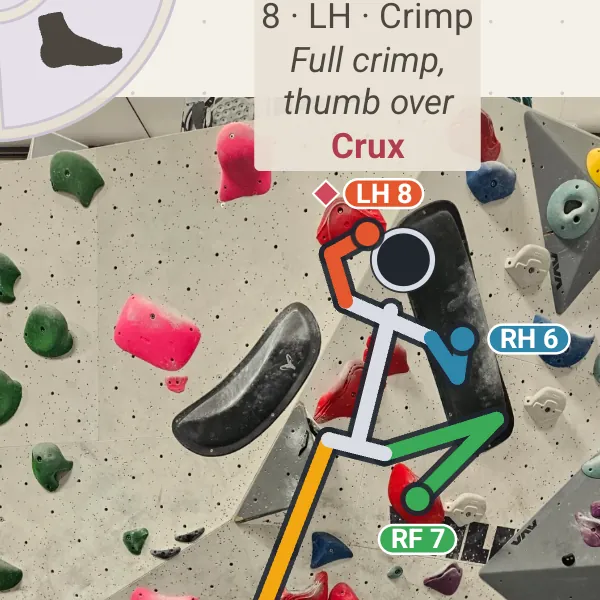 8 · LH · Crimp
Full crimp,
thumb over
Crux
LH 8
RH 6
RF 7